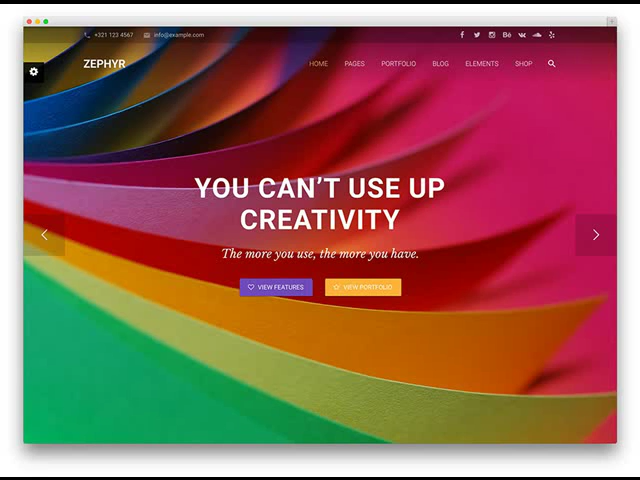 +321 123 4567 info@example.com
ZEPHYR HOME PAGES PORTFOLIO BLOG ELEMENTS SHOP
YOU CAN’T USE UP
CREATIVITY
The more you use, the more you have.
VIEW FEATURES VIEW PORTFOLIO